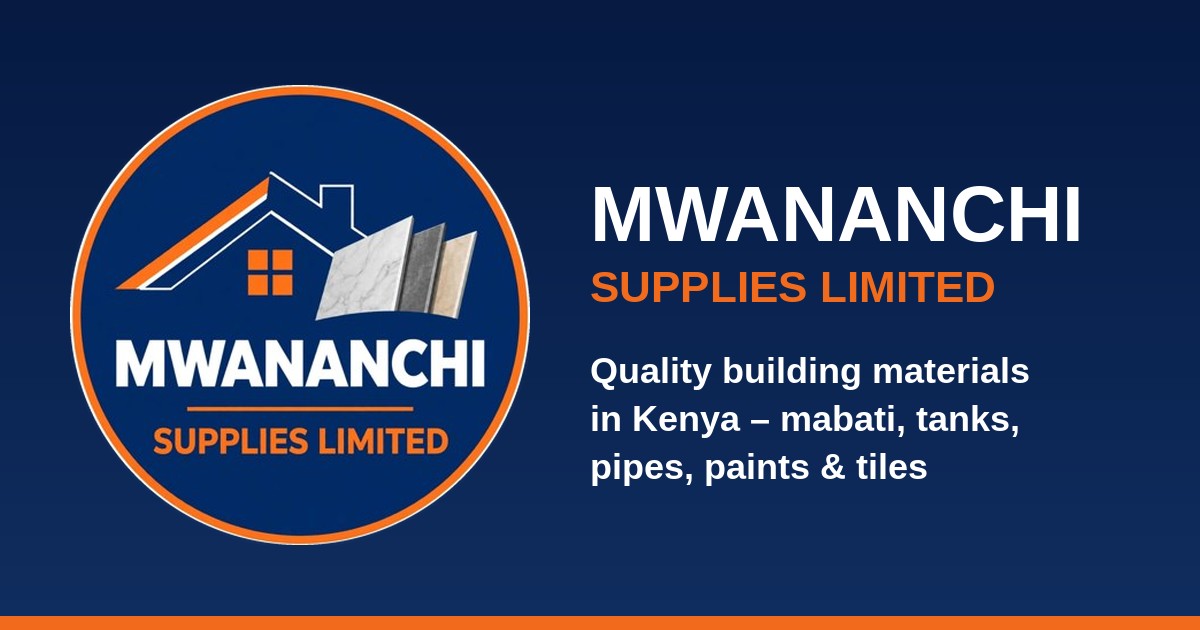 MWANANCHI
SUPPLIES LIMITED
MWANANCHI
SUPPLIES LIMITED
Quality building materials
in Kenya – mabati, tanks,
pipes, paints & tiles